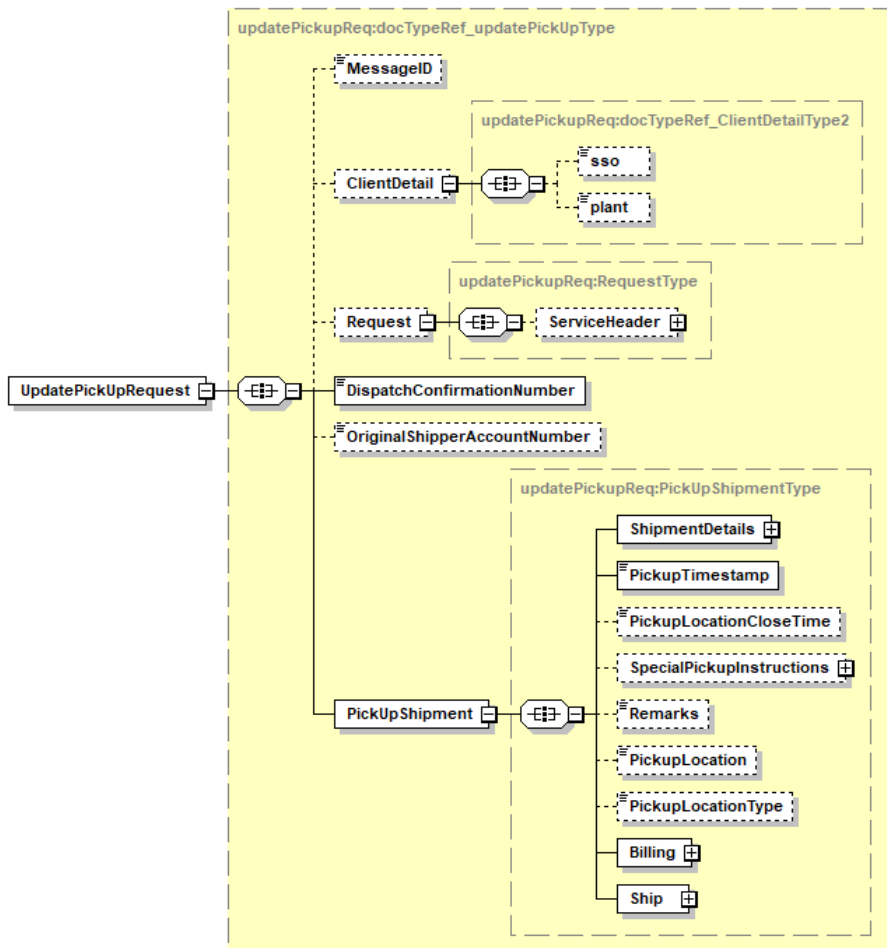 updatePickupReq:docTypeRef_updatePickUpType
MessageID
updatePickupReq:docTypeRef_ClientDetailType2
sso
ClientDetail
plant
updatePickupReq:RequestType
Request
ServiceHeader
UpdatePickUpRequest
DispatchConfirmationNumber
OriginalShipperAccountNumber
updatePickupReq:PickUpShipmentType
ShipmentDetails
PickupTimestamp
PickupLocationCloseTime
SpecialPickupInstructions
PickUpShipment
Remarks
PickupLocation
PickupLocationType
Billing
Ship